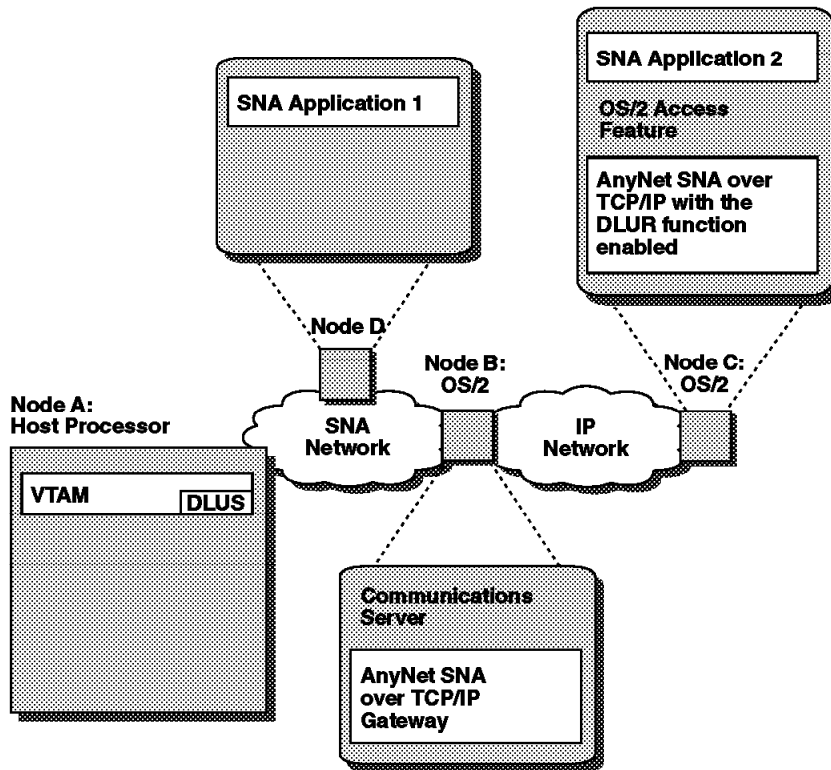 SNA Application 1
SNA Application 2
OS/2 Access
Feature
AnyNet SNA over
TCP/IP with the
DLUR function
enabled
Node D
Node B:
OS/2
Node C:
OS/2
Node A:
Host Processor
SNA
Network
IP
Network
VTAM
DLUS
Communications
Server
AnyNet SNA
over TCP/IP
Gateway